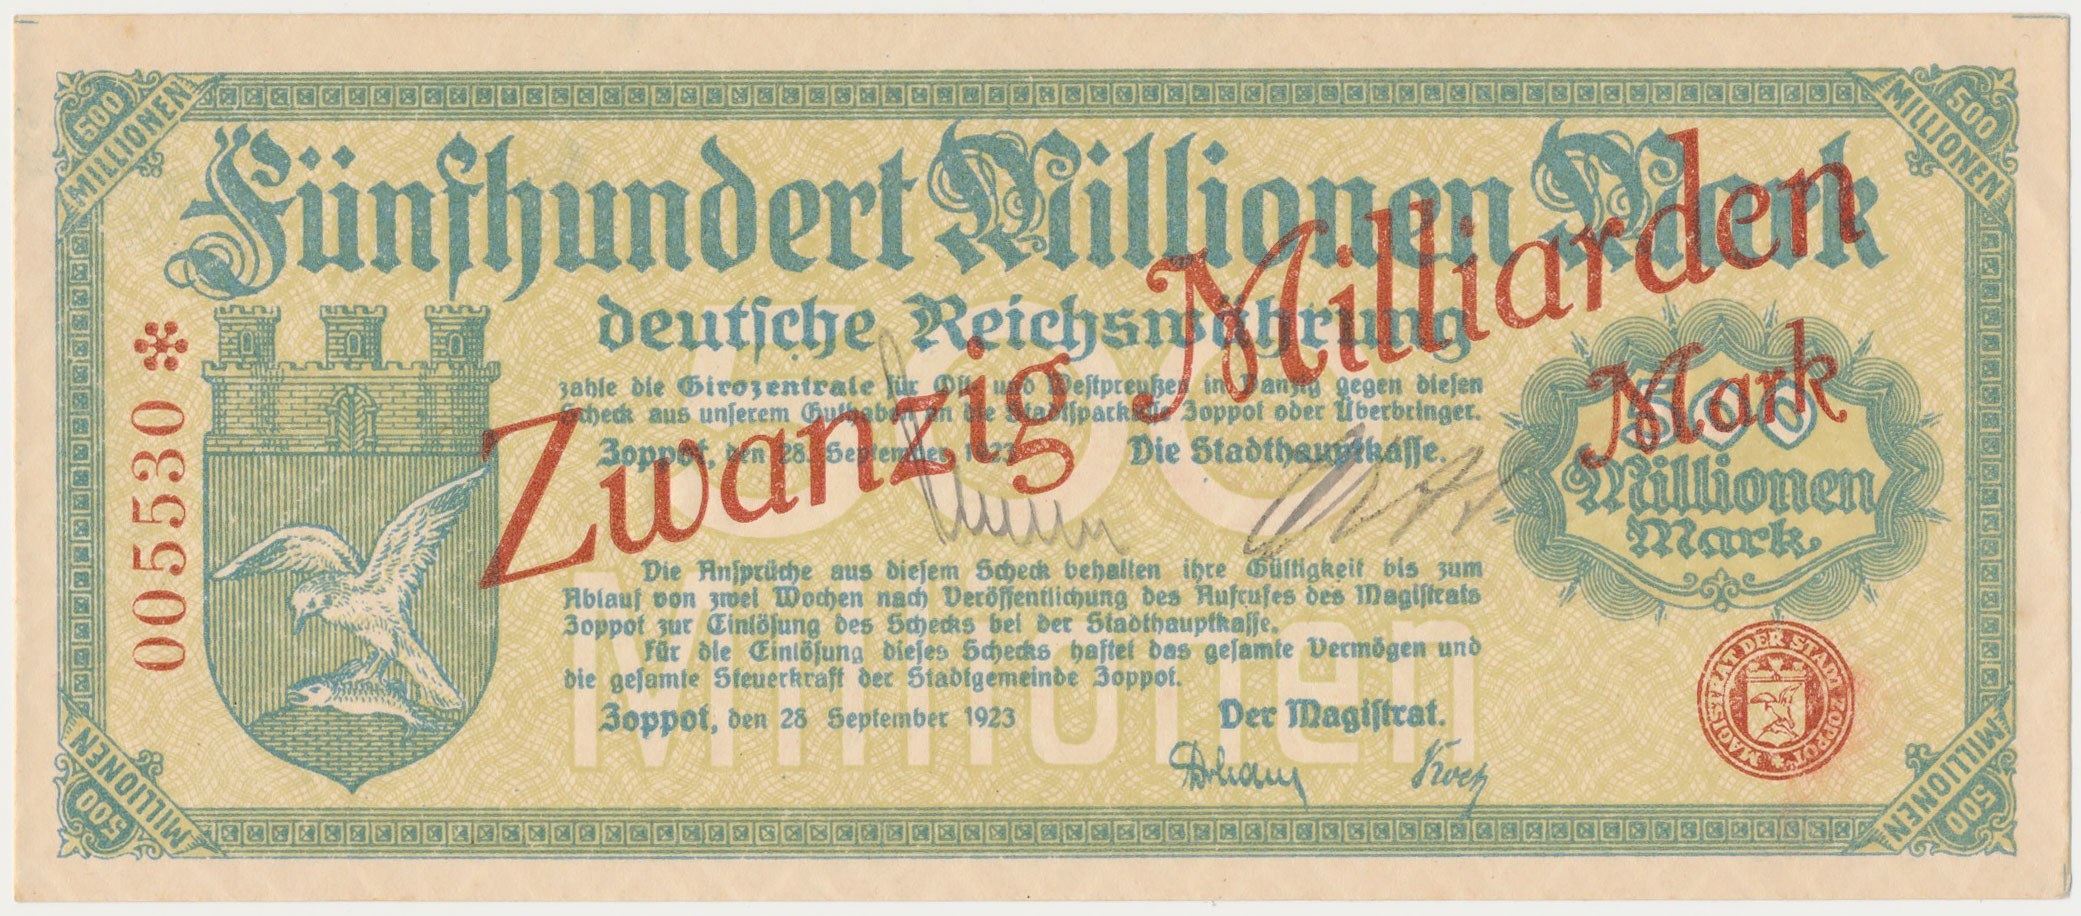 500 MILLIONEN
500 MILLIONEN
Fünfhundert Millionen Mark
deutsche Reichswährung
zahle die Girozentrale für Ost- und Westpreußen in Danzig gegen diesen
Scheck aus unserem Guthaben an die Stadtsparkasse Zoppot oder Überbringer.
Zoppot, den 28. September 1923 Die Stadthauptkasse.
Zwanzig Milliarden
Mark
500
Millionen
Mark.
005530 *
500
Millionen
Die Ansprüche aus diesem Scheck behalten ihre Gültigkeit bis zum
Ablauf von zwei Wochen nach Veröffentlichung des Aufrufes des Magistrats
Zoppot zur Einlösung des Schecks bei der Stadthauptkasse.
Für die Einlösung dieses Schecks haftet das gesamte Vermögen und
die gesamte Steuerkraft der Stadtgemeinde Zoppot.
Zoppot, den 28 September 1923 Der Magistrat.
MAGISTRAT DER STADT ZOPPOT
500 MILLIONEN
500 MILLIONEN